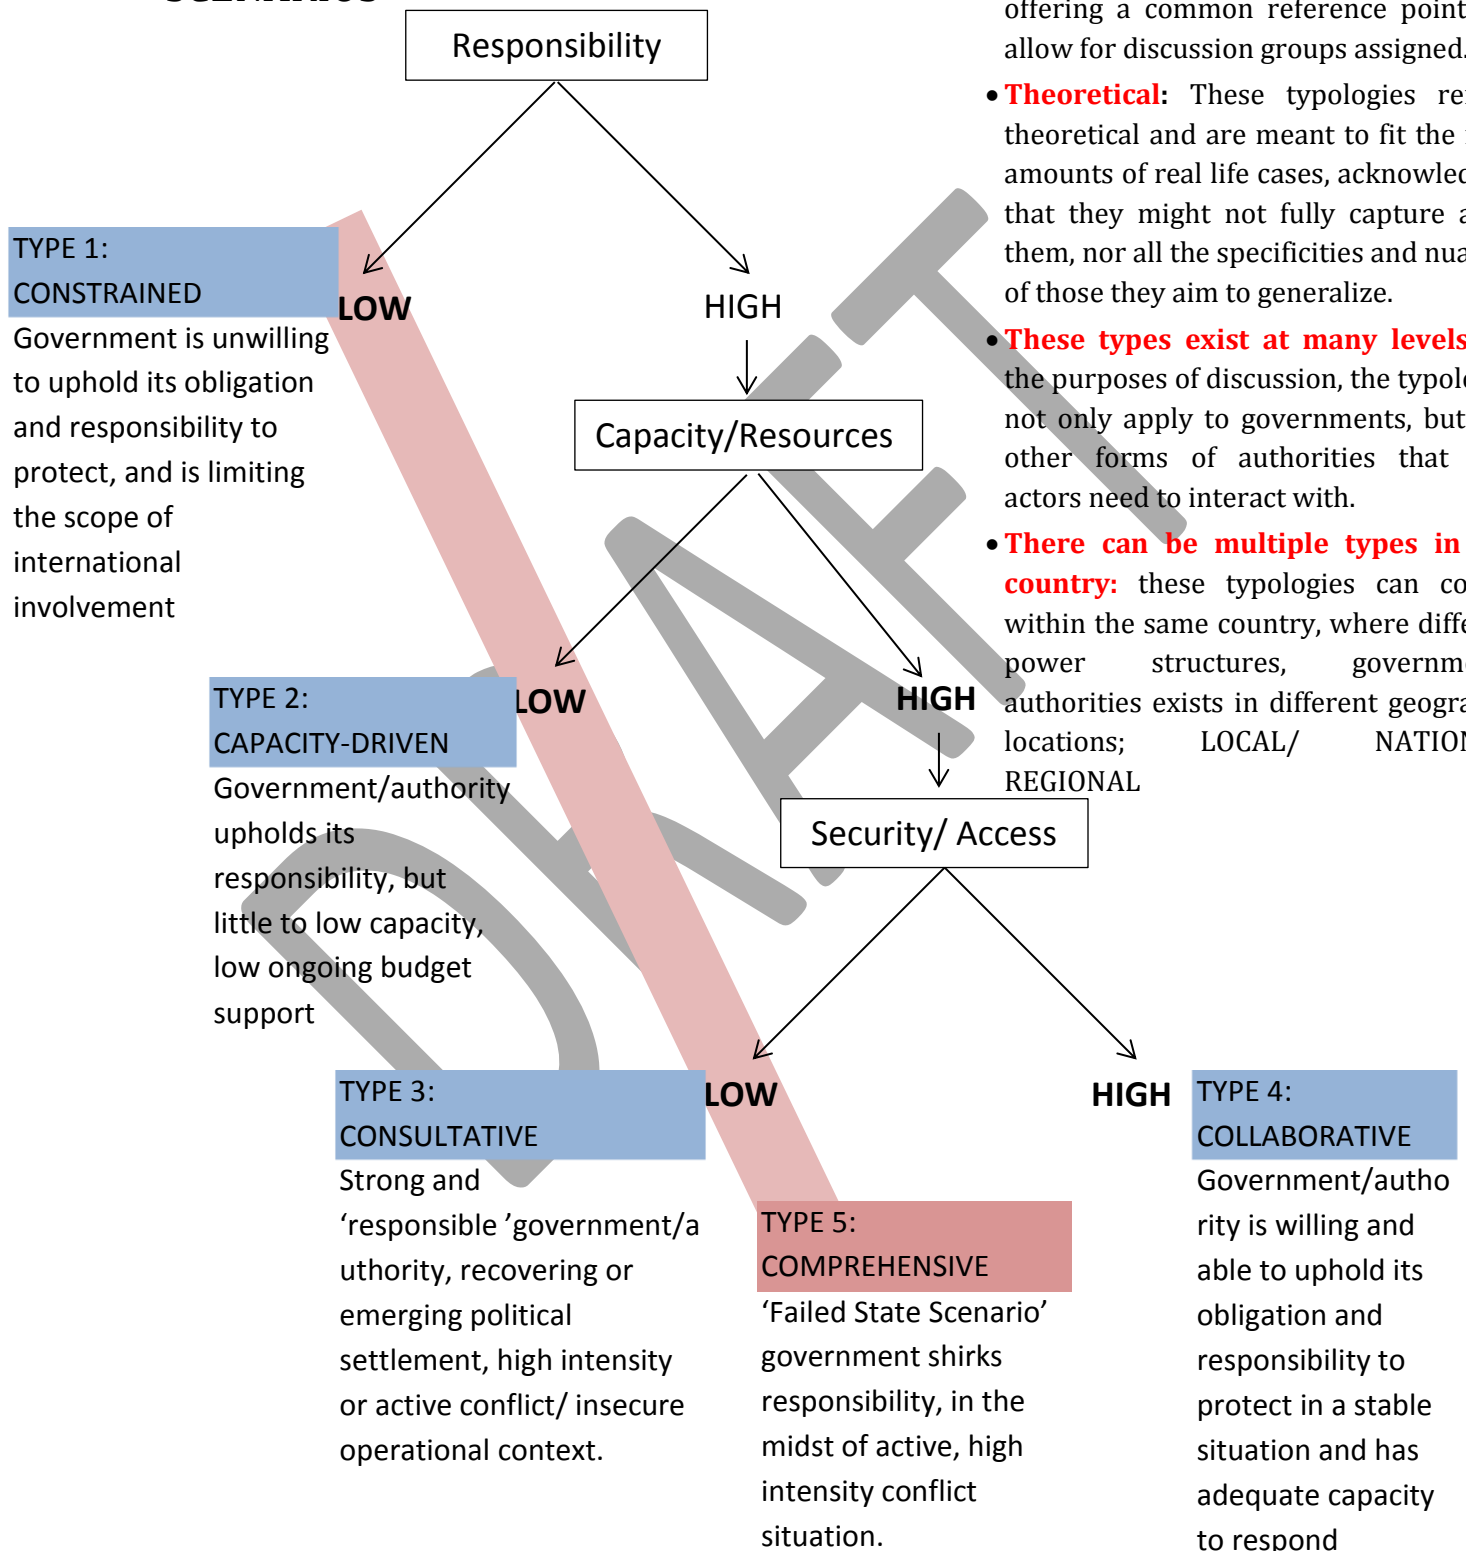 Responsibility
LOW
HIGH
TYPE 1:
CONSTRAINED
Government is unwilling
to uphold its obligation
and responsibility to
protect, and is limiting
the scope of
international
involvement
Capacity/Resources
LOW
HIGH
TYPE 2:
CAPACITY-DRIVEN
Government/authority
upholds its
responsibility, but
little to low capacity,
low ongoing budget
support
Security/ Access
LOW
HIGH
TYPE 3:
CONSULTATIVE
Strong and
‘responsible ’government/a
uthority, recovering or
emerging political
settlement, high intensity
or active conflict/ insecure
operational context.
TYPE 5:
COMPREHENSIVE
‘Failed State Scenario’
government shirks
responsibility, in the
midst of active, high
intensity conflict
situation.
TYPE 4:
COLLABORATIVE
Government/autho
rity is willing and
able to uphold its
obligation and
responsibility to
protect in a stable
situation and has
adequate capacity
to respond
offering a common reference point
allow for discussion groups assigned.
• Theoretical: These typologies
theoretical and are meant to fit the
amounts of real life cases,
that they might not fully capture
them, nor all the specificities and
of those they aim to generalize.
• These types exist at many levels
the purposes of discussion, the
not only apply to governments, but
other forms of authorities that
actors need to interact with.
• There can be multiple types in
country: these typologies can
within the same country, where
power structures,
authorities exists in different
locations; LOCAL/
REGIONAL
DRAFT